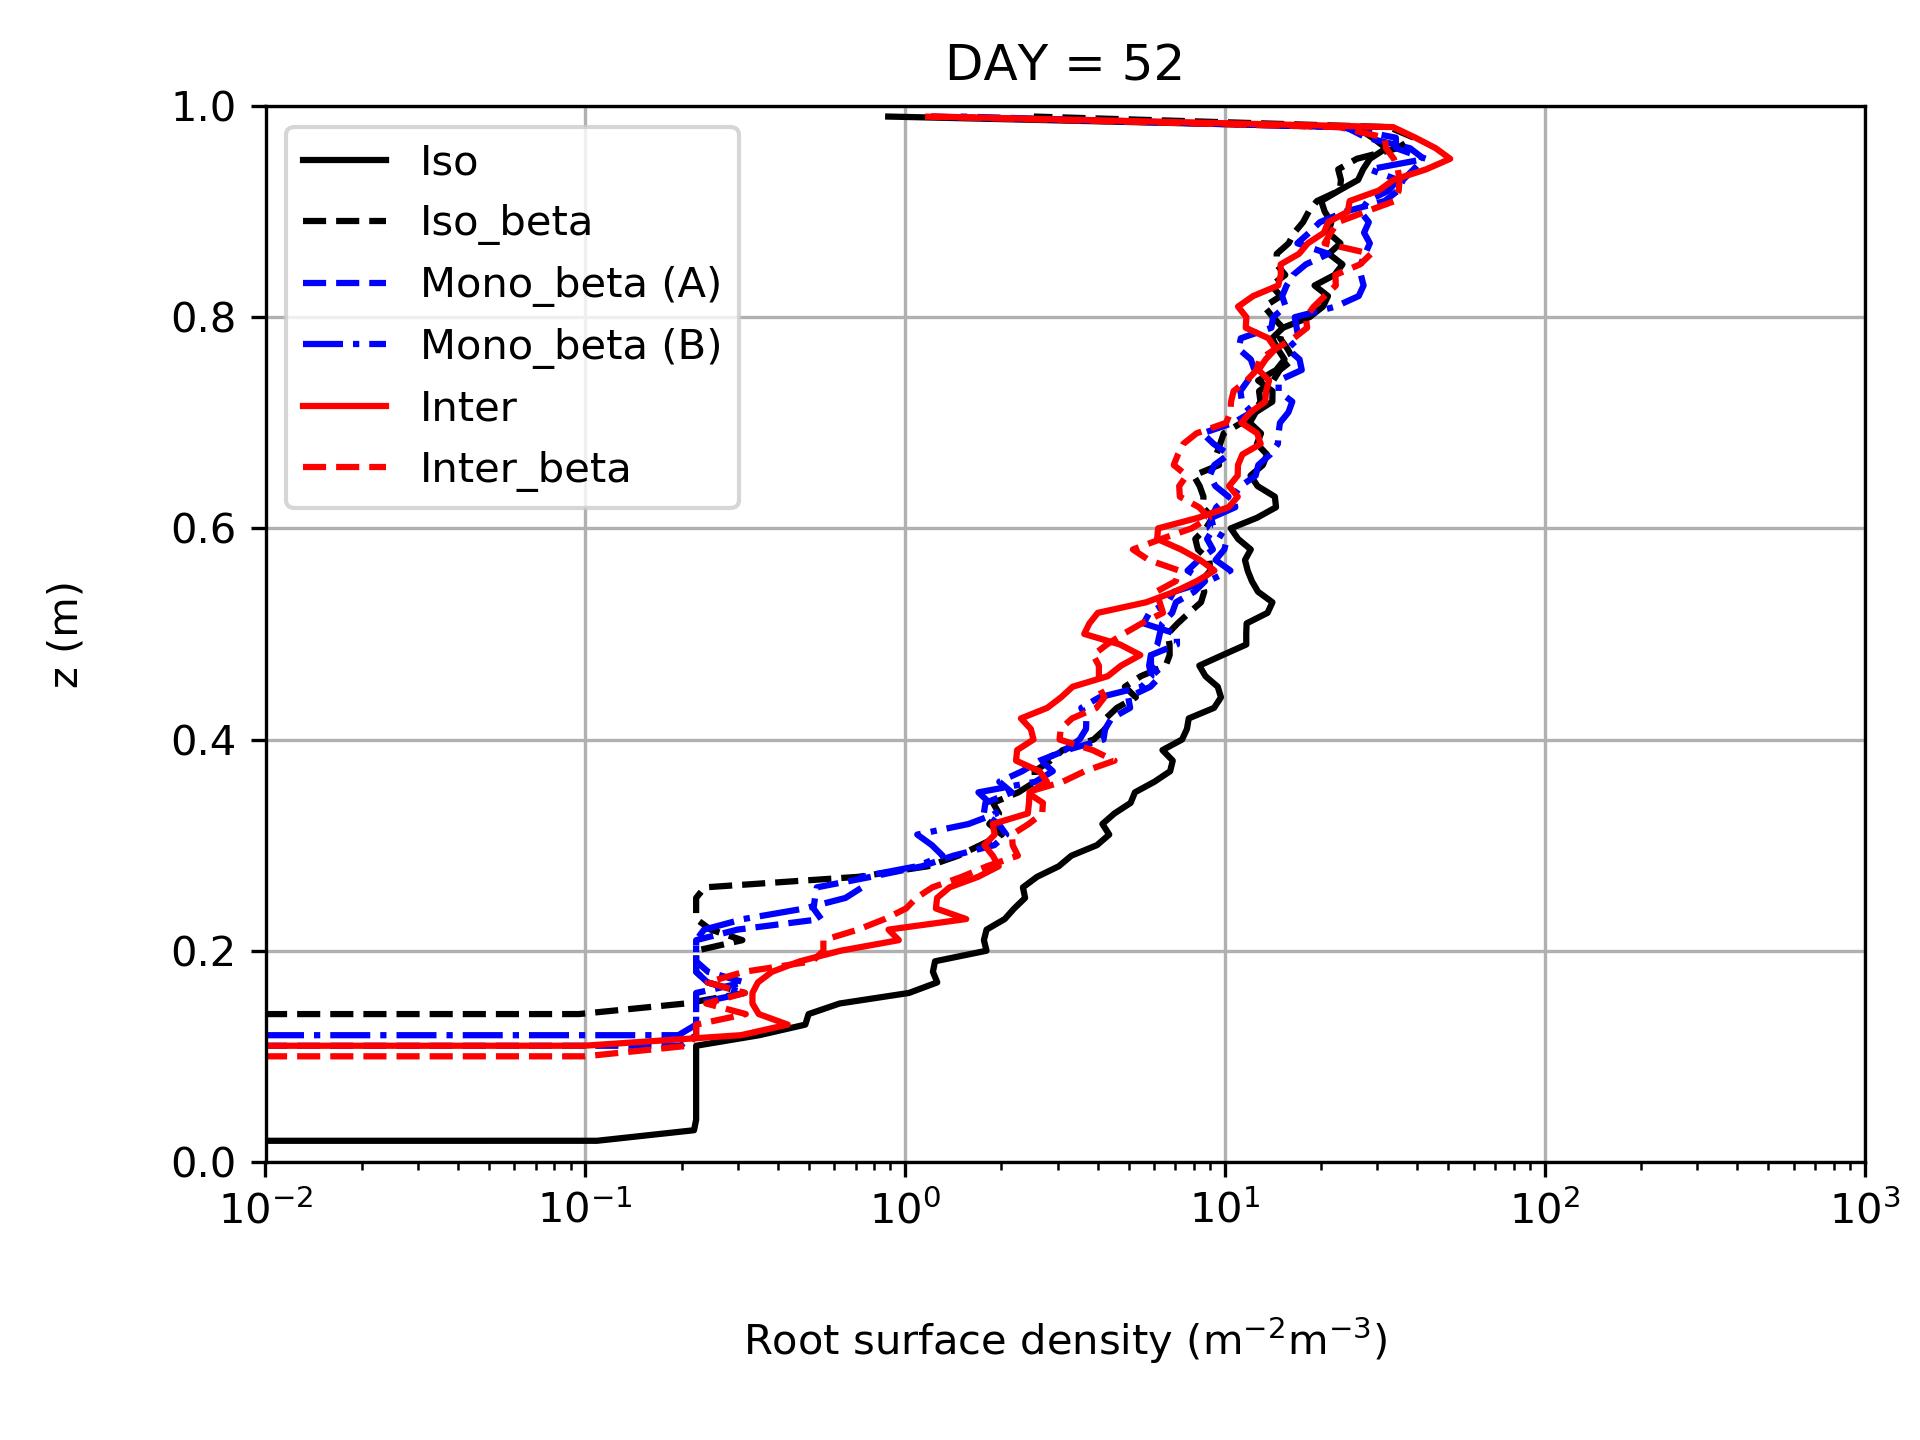 DAY = 52
1.0
0.8
0.6
0.4
0.2
0.0
z (m)
Iso
Iso_beta
Mono_beta (A)
Mono_beta (B)
Inter
Inter_beta
10⁻² 10⁻¹ 10⁰ 10¹ 10² 10³
Root surface density (m⁻²m⁻³)